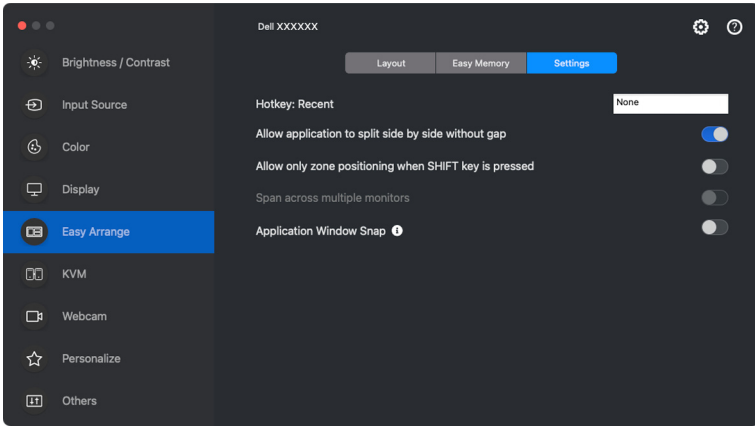 Dell XXXXXX
Brightness / Contrast
Input Source
Color
Display
Easy Arrange
KVM
Webcam
Personalize
Others
Layout
Easy Memory
Settings
Hotkey: Recent
None
Allow application to split side by side without gap
Allow only zone positioning when SHIFT key is pressed
Span across multiple monitors
Application Window Snap